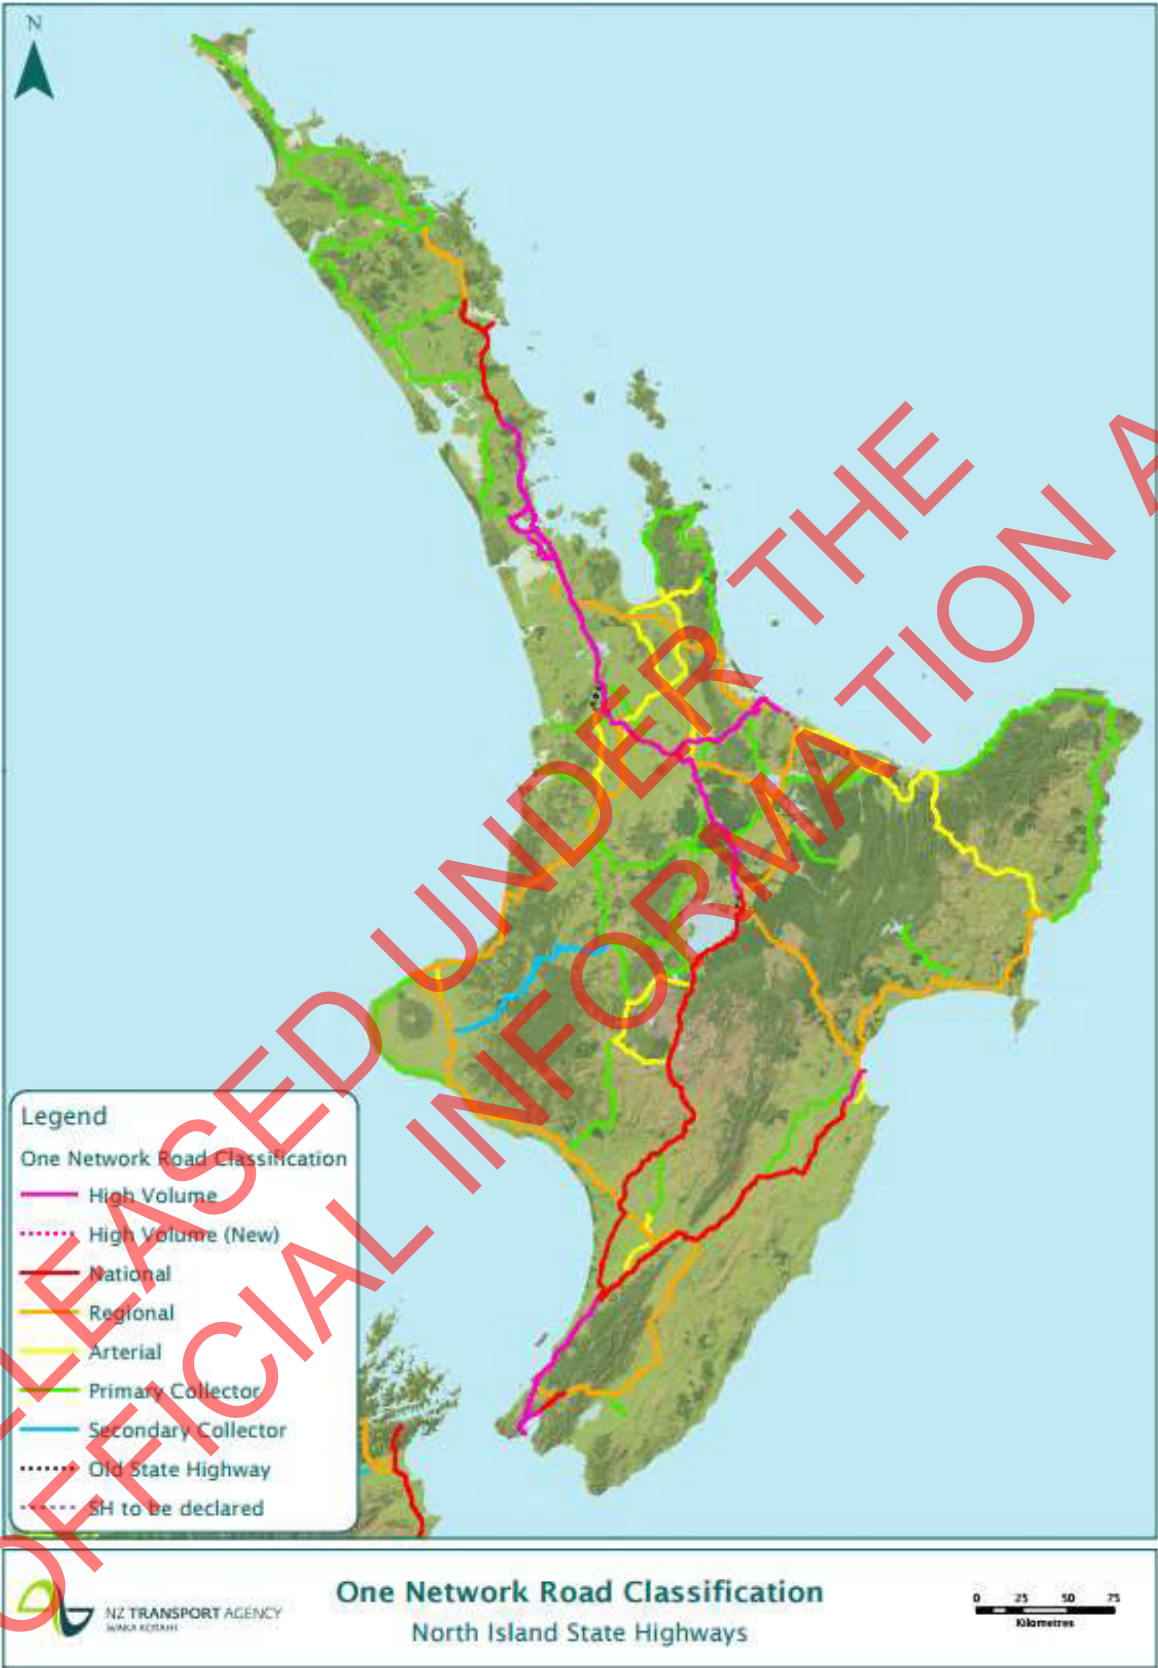 N
RELEASED UNDER THE
OFFICIAL INFORMATION A
Legend
One Network Road Classification
High Volume
High Volume (New)
National
Regional
Arterial
Primary Collector
Secondary Collector
Old State Highway
SH to be declared
NZ TRANSPORT AGENCY
WAKA KOTAHI
One Network Road Classification
North Island State Highways
0 25 50 75
Kilometres